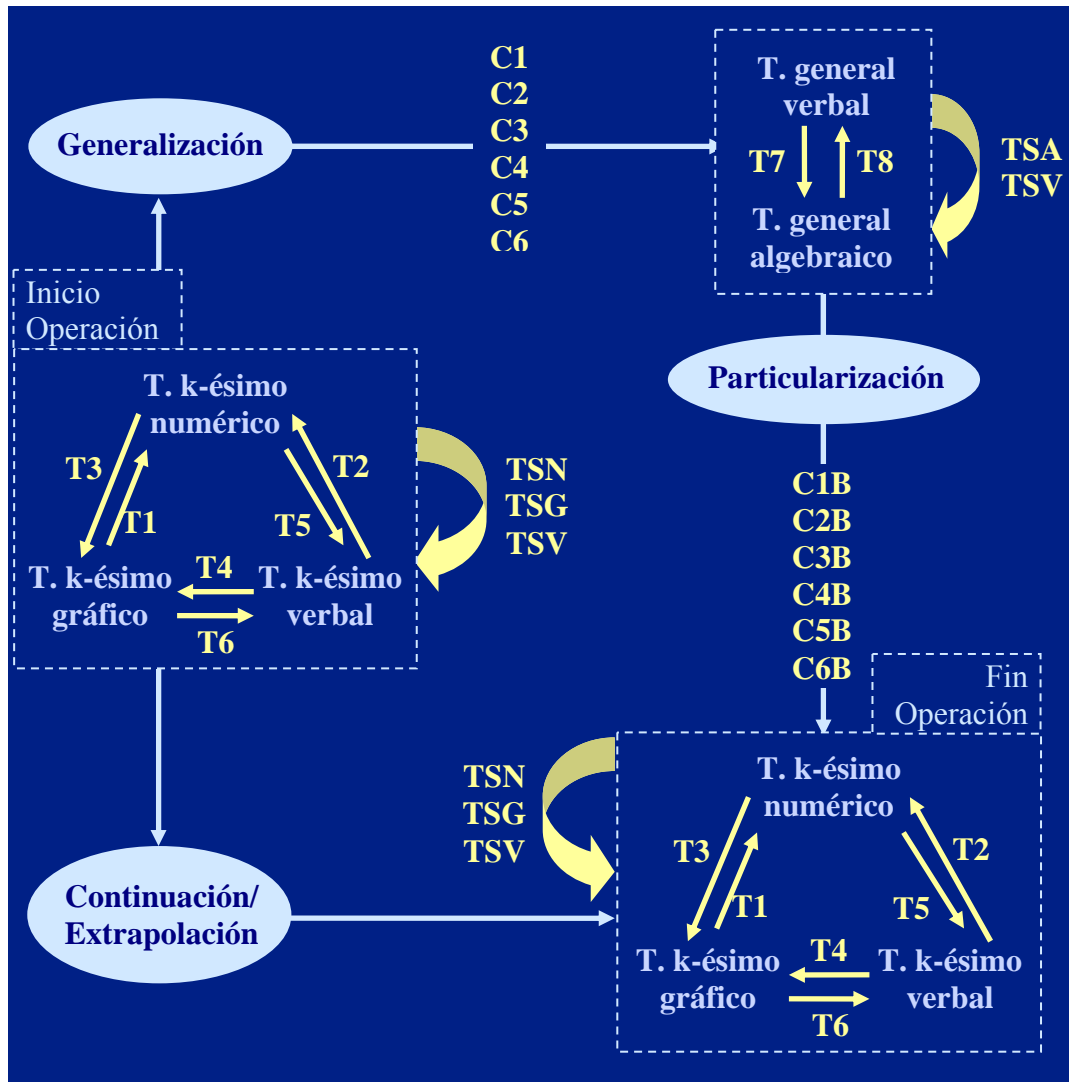 C1
C2
C3
C4
C5
C6
Generalización
T. general
verbal
T7
T8
T. general
algebraico
TSA
TSV
Inicio
Operación
T. k-ésimo
numérico
T3
T1
T2
T5
T. k-ésimo
gráfico
T4
T6
T. k-ésimo
verbal
TSN
TSG
TSV
Particularización
C1B
C2B
C3B
C4B
C5B
C6B
Fin
Operación
Continuación/
Extrapolación
TSN
TSG
TSV
T. k-ésimo
numérico
T3
T1
T2
T5
T. k-ésimo
gráfico
T4
T6
T. k-ésimo
verbal